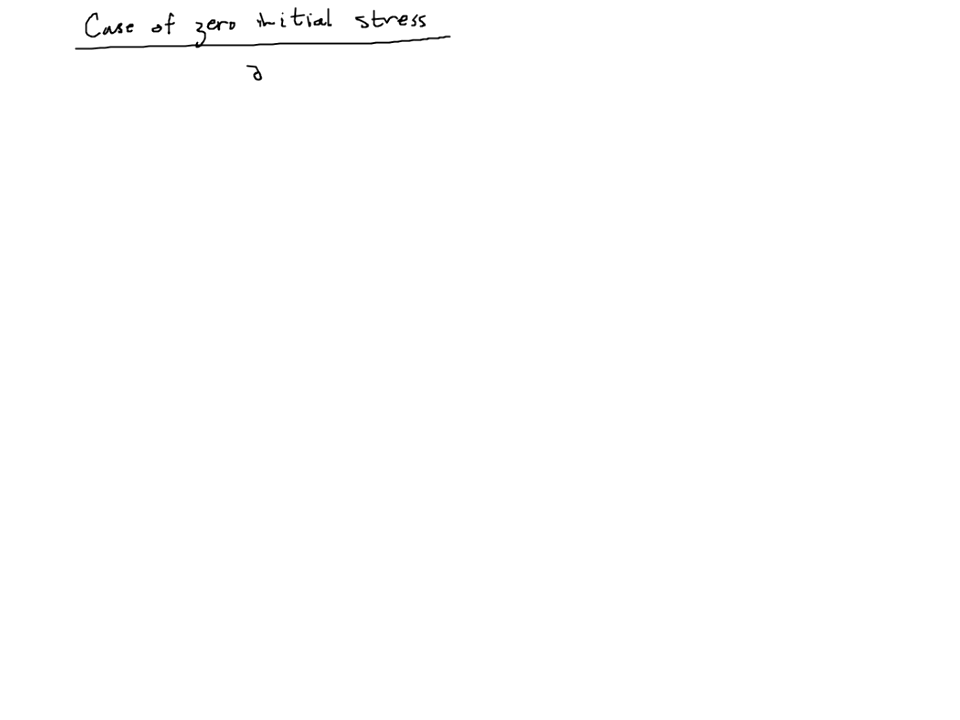 Case of zero initial stress
∂